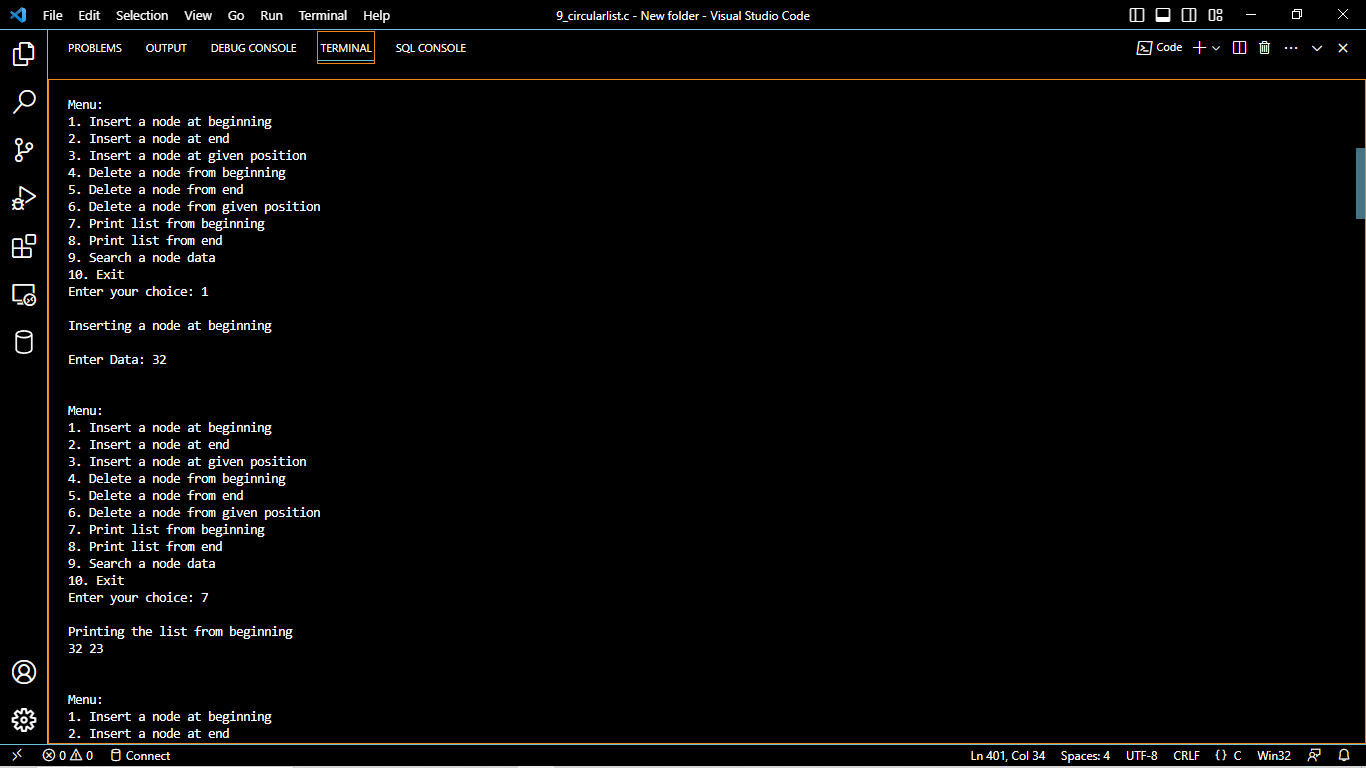 File Edit Selection View Go Run Terminal Help 9_circularlist.c - New folder - Visual Studio Code
PROBLEMS OUTPUT DEBUG CONSOLE TERMINAL SQL CONSOLE Code
Menu:
1. Insert a node at beginning
2. Insert a node at end
3. Insert a node at given position
4. Delete a node from beginning
5. Delete a node from end
6. Delete a node from given position
7. Print list from beginning
8. Print list from end
9. Search a node data
10. Exit
Enter your choice: 1
Inserting a node at beginning
Enter Data: 32
Menu:
1. Insert a node at beginning
2. Insert a node at end
3. Insert a node at given position
4. Delete a node from beginning
5. Delete a node from end
6. Delete a node from given position
7. Print list from beginning
8. Print list from end
9. Search a node data
10. Exit
Enter your choice: 7
Printing the list from beginning
32 23
Menu:
1. Insert a node at beginning
2. Insert a node at end
0 0 Connect Ln 401, Col 34 Spaces: 4 UTF-8 CRLF {} C Win32